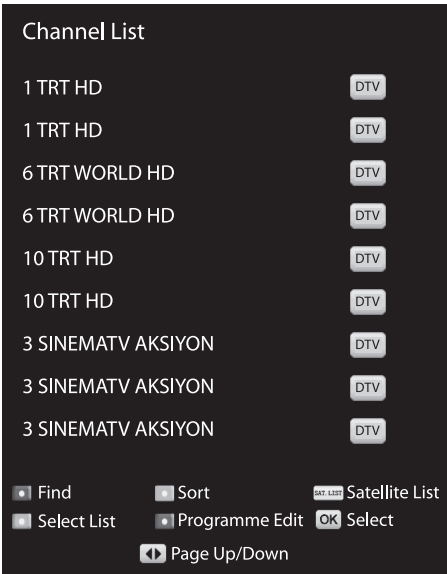 Channel List
1 TRT HD DTV
1 TRT HD DTV
6 TRT WORLD HD DTV
6 TRT WORLD HD DTV
10 TRT HD DTV
10 TRT HD DTV
3 SINEMATV AKSIYON DTV
3 SINEMATV AKSIYON DTV
3 SINEMATV AKSIYON DTV
Find Sort SAT. LIST Satellite List
Select List Programme Edit OK Select
Page Up/Down